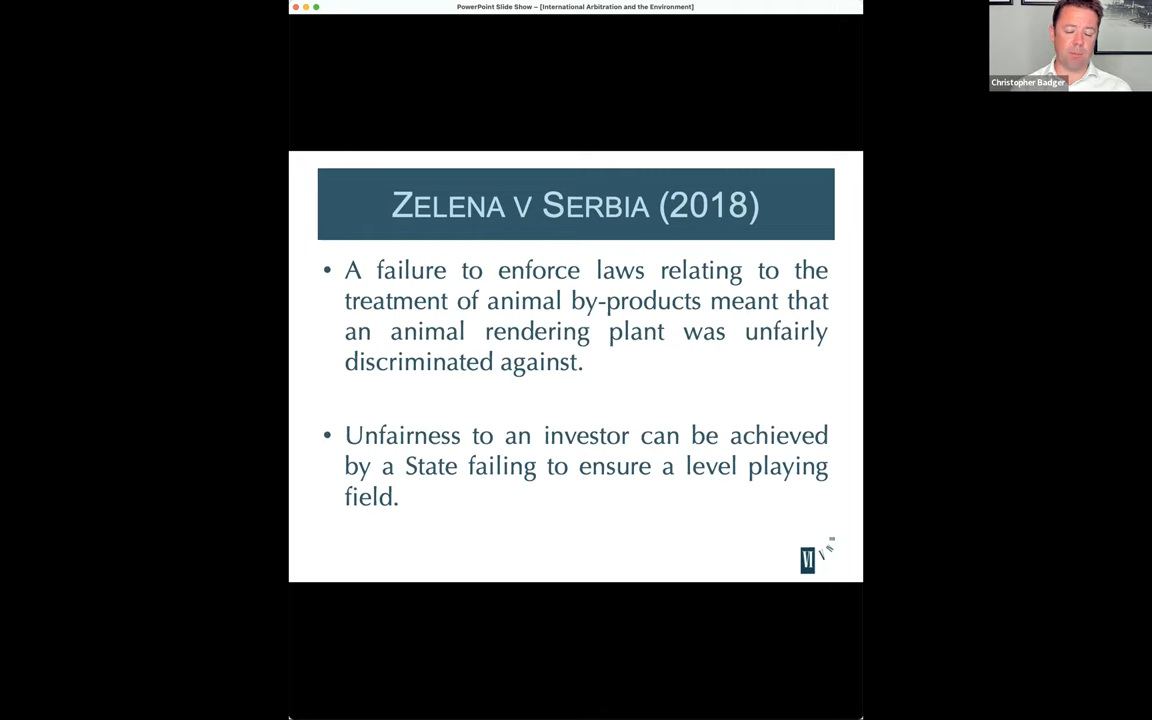 PowerPoint Slide Show – [International Arbitration and the Environment]
Christopher Badger
ZELENA V SERBIA (2018)
• A failure to enforce laws relating to the
treatment of animal by-products meant that
an animal rendering plant was unfairly
discriminated against.
• Unfairness to an investor can be achieved
by a State failing to ensure a level playing
field.
VI